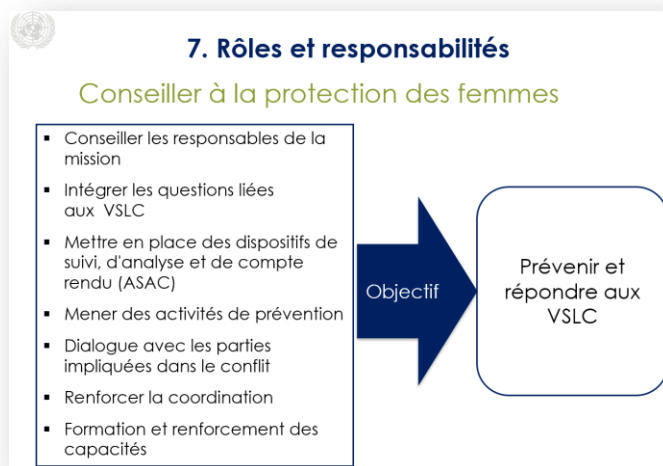 7. Rôles et responsabilités
Conseiller à la protection des femmes
▪ Conseiller les responsables de la
mission
▪ Intégrer les questions liées
aux VSLC
▪ Mettre en place des dispositifs de
suivi, d'analyse et de compte
rendu (ASAC)
▪ Mener des activités de prévention
▪ Dialogue avec les parties
impliquées dans le conflit
▪ Renforcer la coordination
▪ Formation et renforcement des
capacités
Objectif
Prévenir et
répondre aux
VSLC